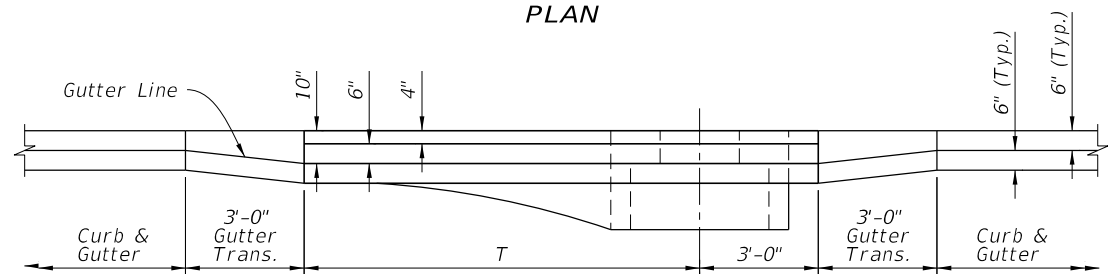 PLAN
Gutter Line
10"
6"
4"
6" (Typ.)
6" (Typ.)
Curb &
Gutter
3'-0"
Gutter
Trans.
T
3'-0"
3'-0"
Gutter
Trans.
Curb &
Gutter